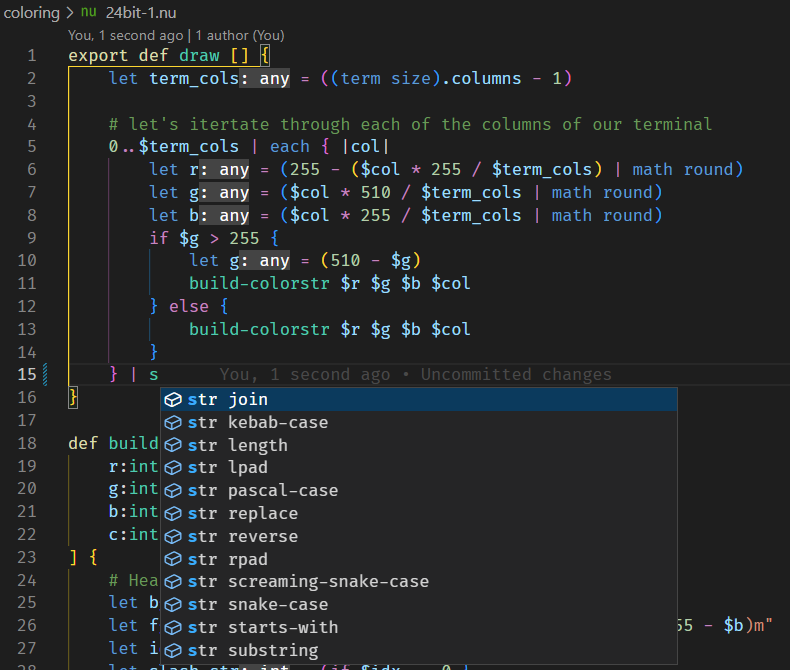 coloring > nu 24bit-1.nu
You, 1 second ago | 1 author (You)
1 export def draw [] {
2 let term_cols: any = ((term size).columns - 1)
3
4 # let's itertate through each of the columns of our terminal
5 0..$term_cols | each { |col|
6 let r: any = (255 - ($col * 255 / $term_cols) | math round)
7 let g: any = ($col * 510 / $term_cols | math round)
8 let b: any = ($col * 255 / $term_cols | math round)
9 if $g > 255 {
10 let g: any = (510 - $g)
11 build-colorstr $r $g $b $col
12 } else {
13 build-colorstr $r $g $b $col
14 }
15 } | s You, 1 second ago • Uncommitted changes
16 }
str join
17
str kebab-case
18 def build
str length
19 r:int
str lpad
20 g:int
str pascal-case
21 b:int
str replace
22 c:int
str reverse
23 ] {
str rpad
24 # Hea
str screaming-snake-case
25 let b
str snake-case
26 let f
str starts-with
55 - $b)m"
27 let i
str substring
28